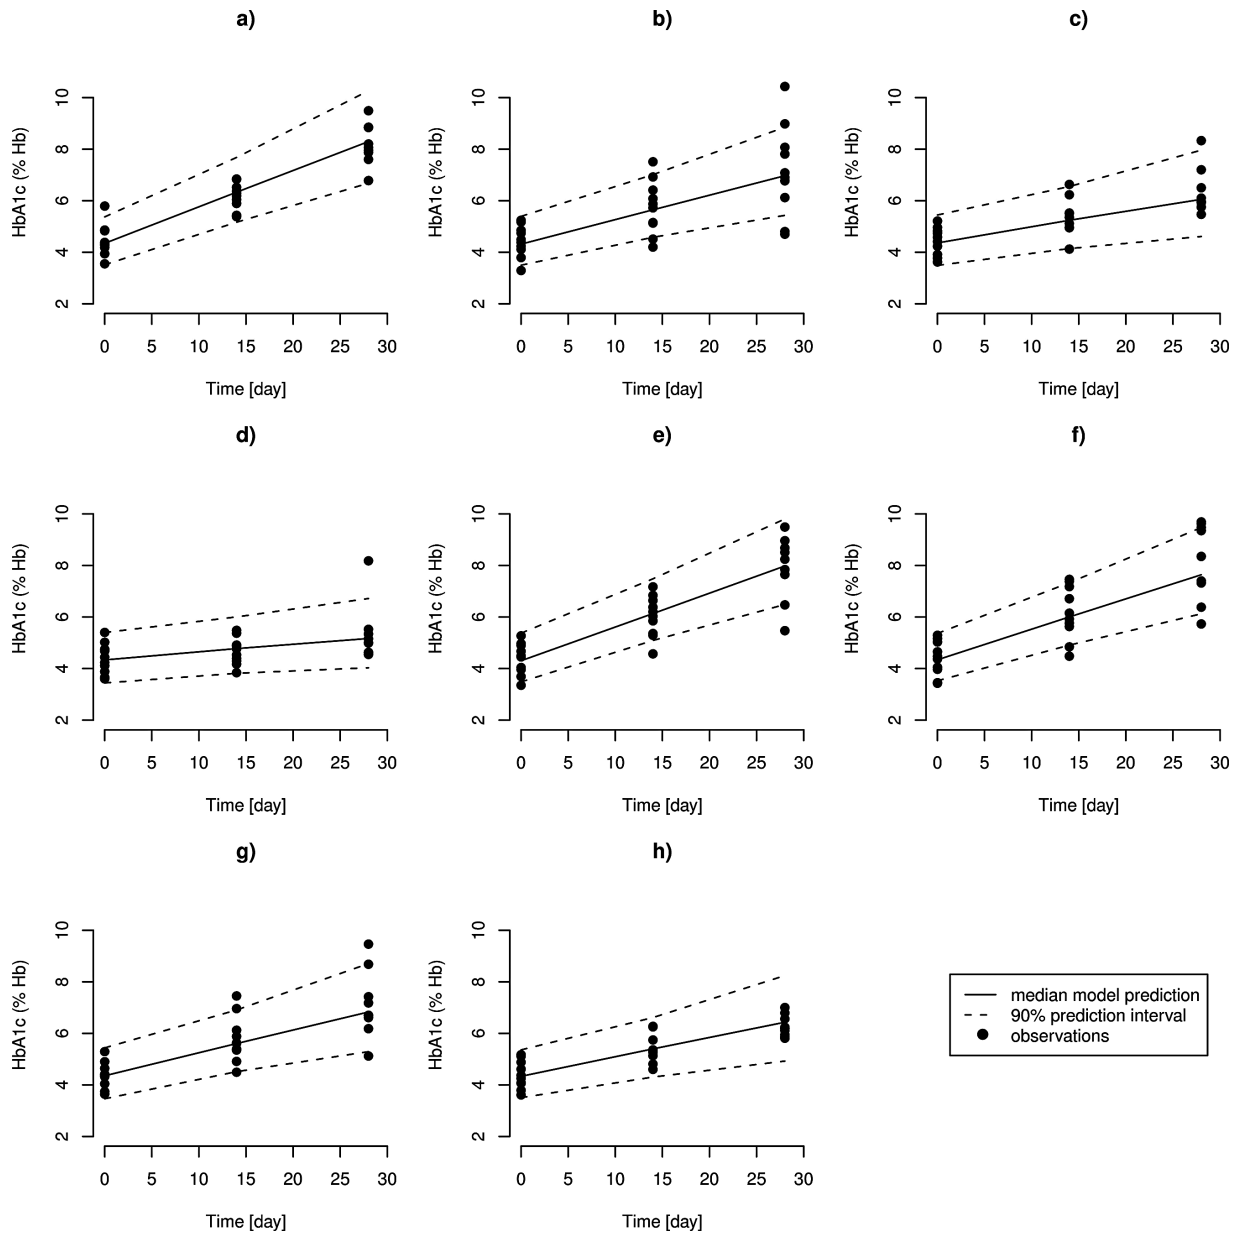 a)
HbA1c (% Hb)
10
8
6
4
2
0 5 10 15 20 25 30
Time [day]
b)
HbA1c (% Hb)
10
8
6
4
2
0 5 10 15 20 25 30
Time [day]
c)
HbA1c (% Hb)
10
8
6
4
2
0 5 10 15 20 25 30
Time [day]
d)
HbA1c (% Hb)
10
8
6
4
2
0 5 10 15 20 25 30
Time [day]
e)
HbA1c (% Hb)
10
8
6
4
2
0 5 10 15 20 25 30
Time [day]
f)
HbA1c (% Hb)
10
8
6
4
2
0 5 10 15 20 25 30
Time [day]
g)
HbA1c (% Hb)
10
8
6
4
2
0 5 10 15 20 25 30
Time [day]
h)
HbA1c (% Hb)
10
8
6
4
2
0 5 10 15 20 25 30
Time [day]
median model prediction
90% prediction interval
observations